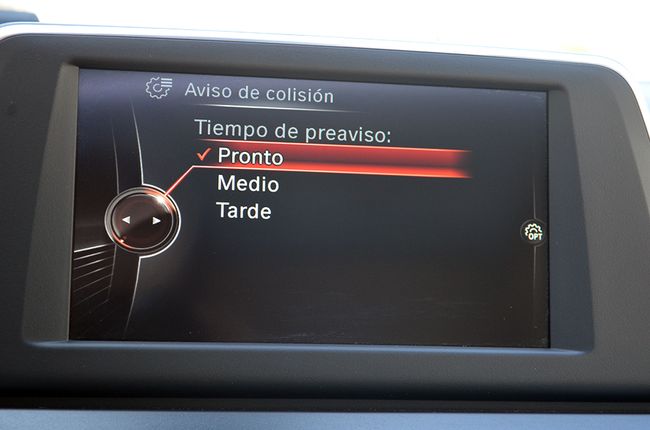 Aviso de colisión
Tiempo de preaviso:
Pronto
Medio
Tarde
OPT